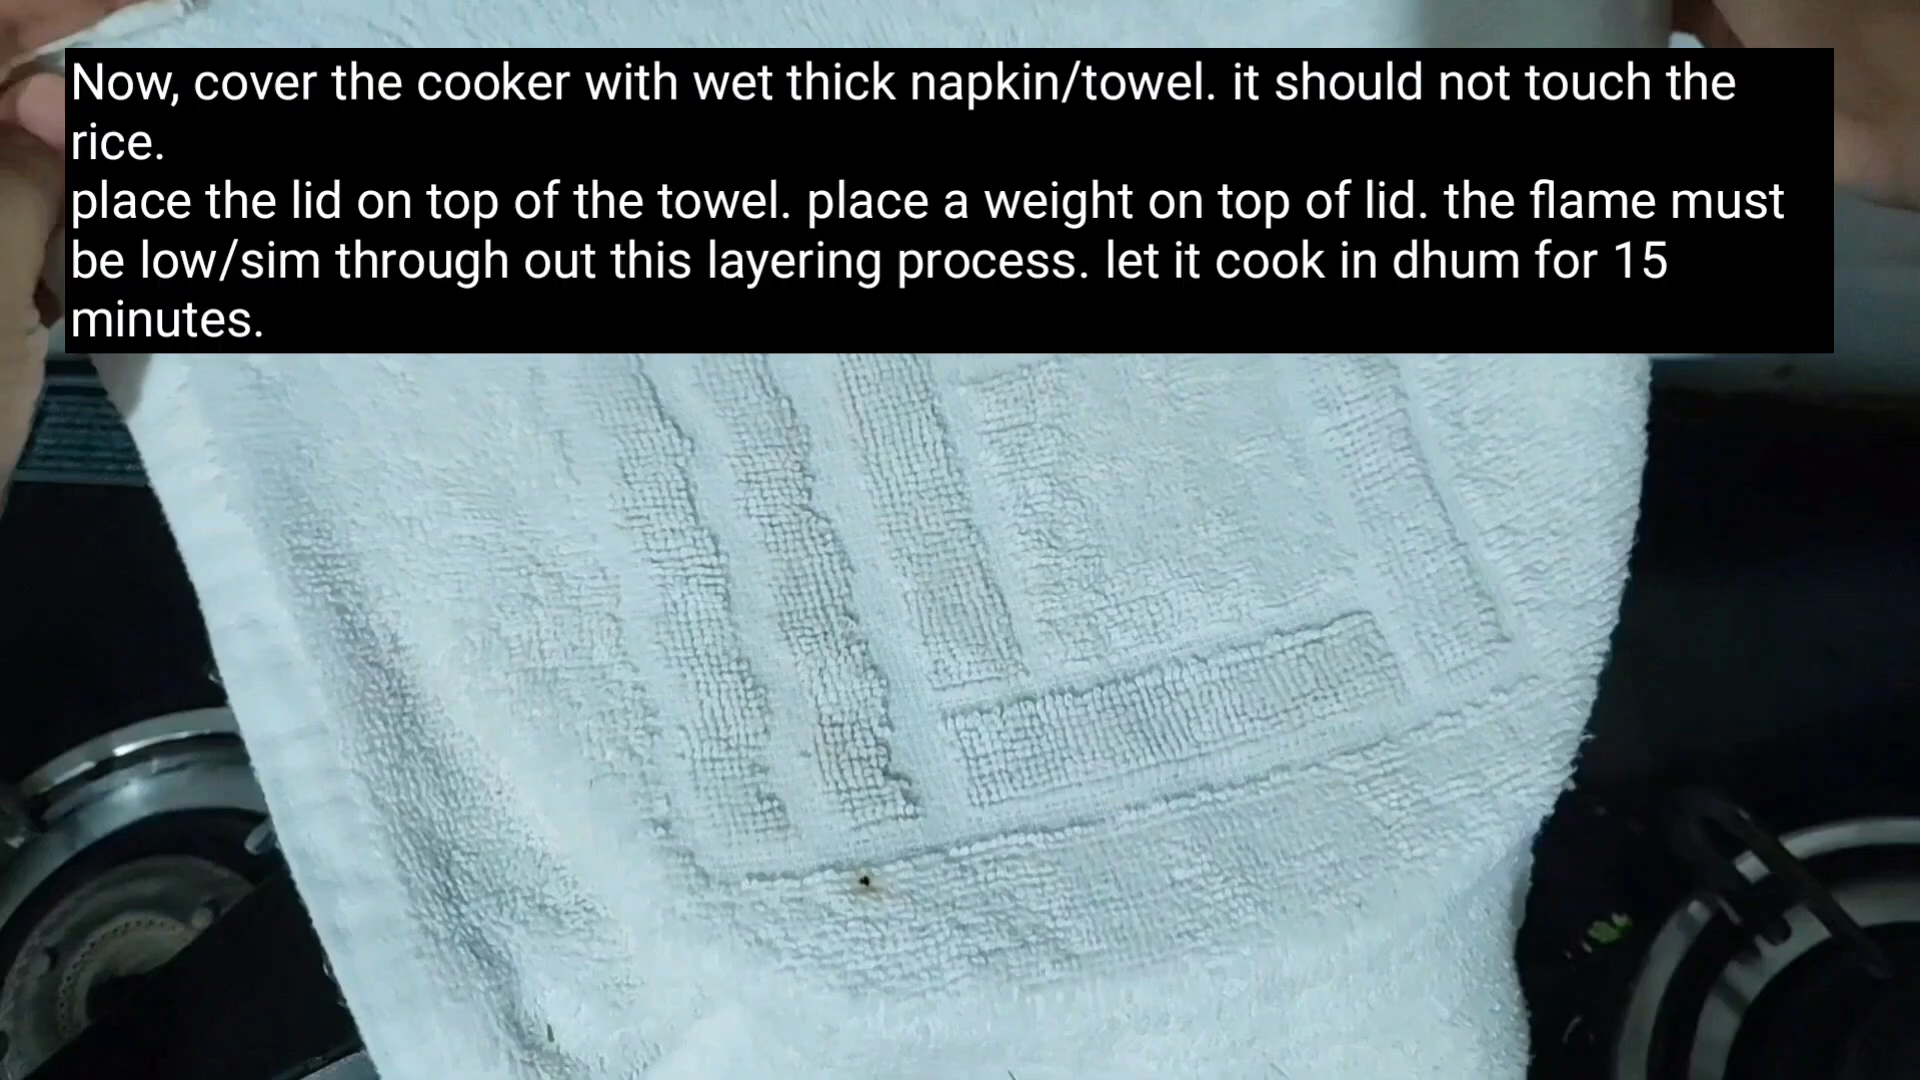 Now, cover the cooker with wet thick napkin/towel. it should not touch the
rice.
place the lid on top of the towel. place a weight on top of lid. the flame must
be low/sim through out this layering process. let it cook in dhum for 15
minutes.